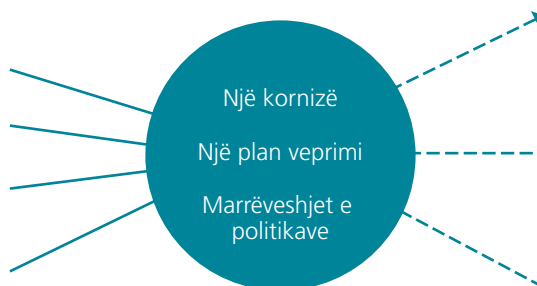 Një kornizë
Një plan veprimi
Marrëveshjet e
politikave